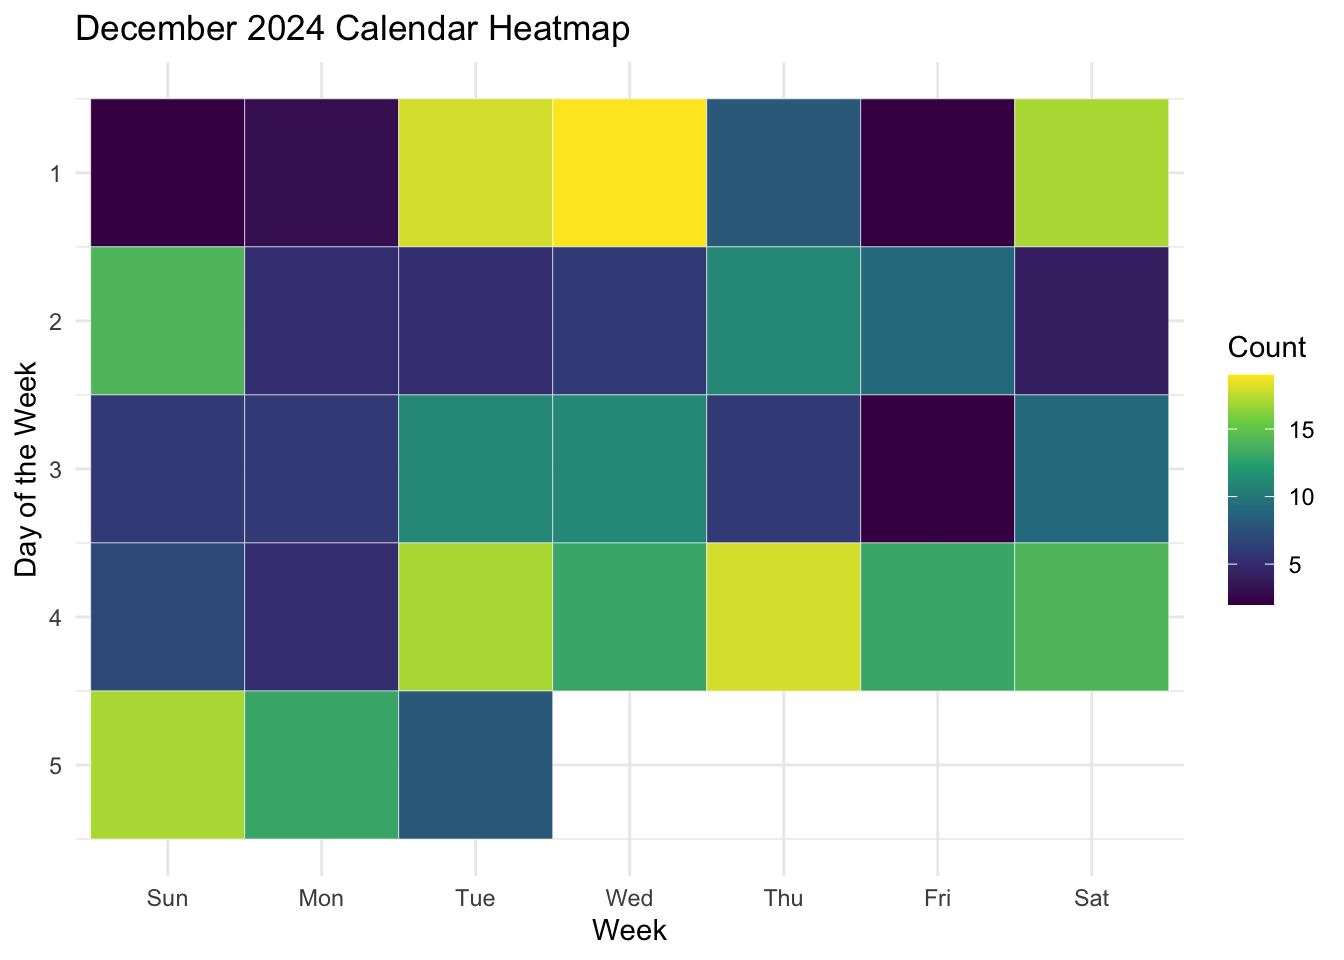 December 2024 Calendar Heatmap
1
2
3
4
5
Day of the Week
Sun Mon Tue Wed Thu Fri Sat
Week
Count
15
10
5